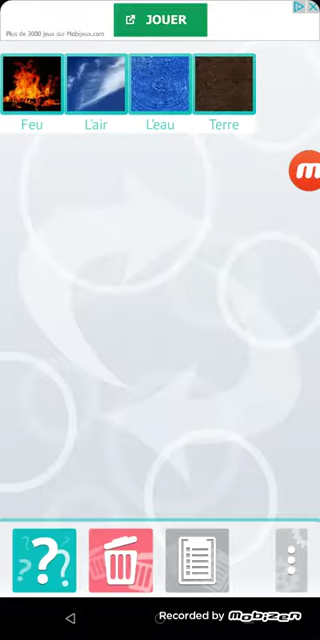 JOUER
Plus de 3000 jeux sur Mobijeux.com
Feu L'air L'eau Terre
m
???
Recorded by MOBIZEN